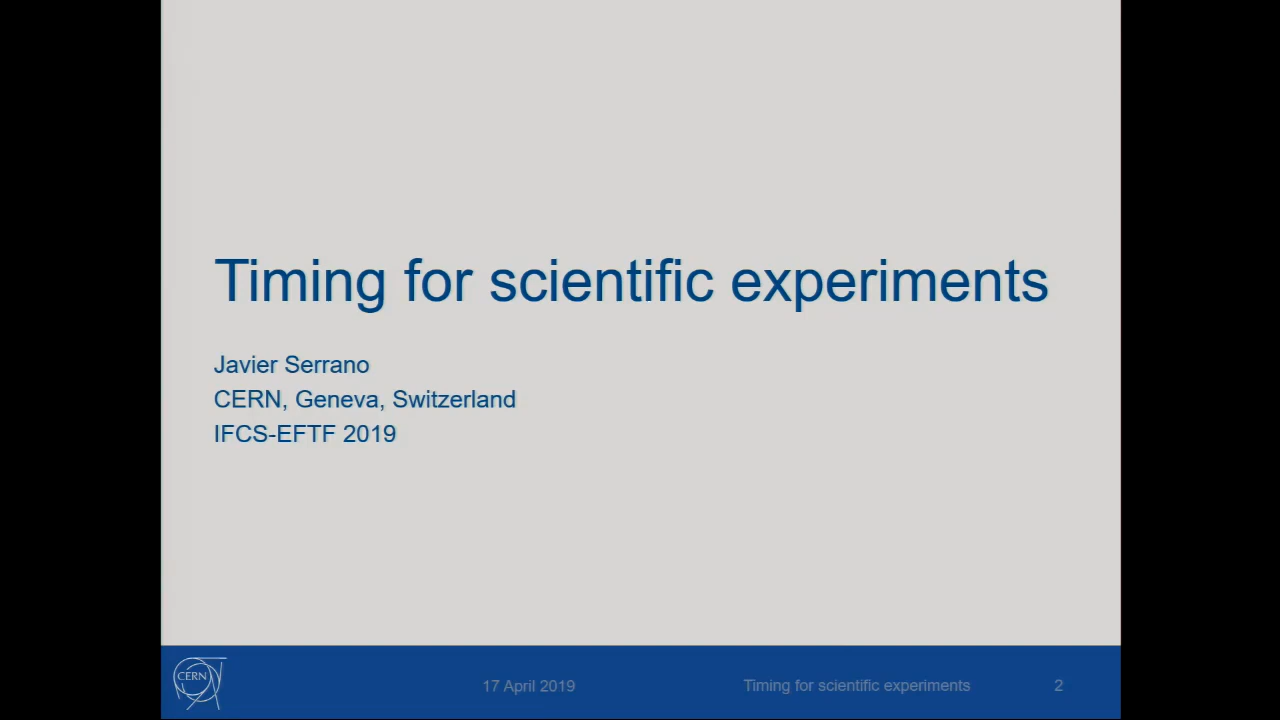 Timing for scientific experiments
Javier Serrano
CERN, Geneva, Switzerland
IFCS-EFTF 2019
CERN
17 April 2019
Timing for scientific experiments
2